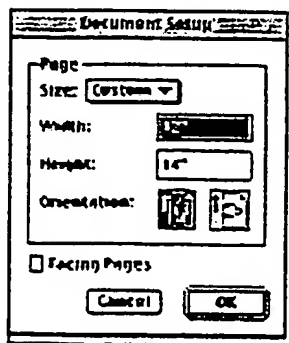 Document Setup
Page
Size: Custom
Width:
Height: 14"
Orientation:
Facing Pages
Cancel OK